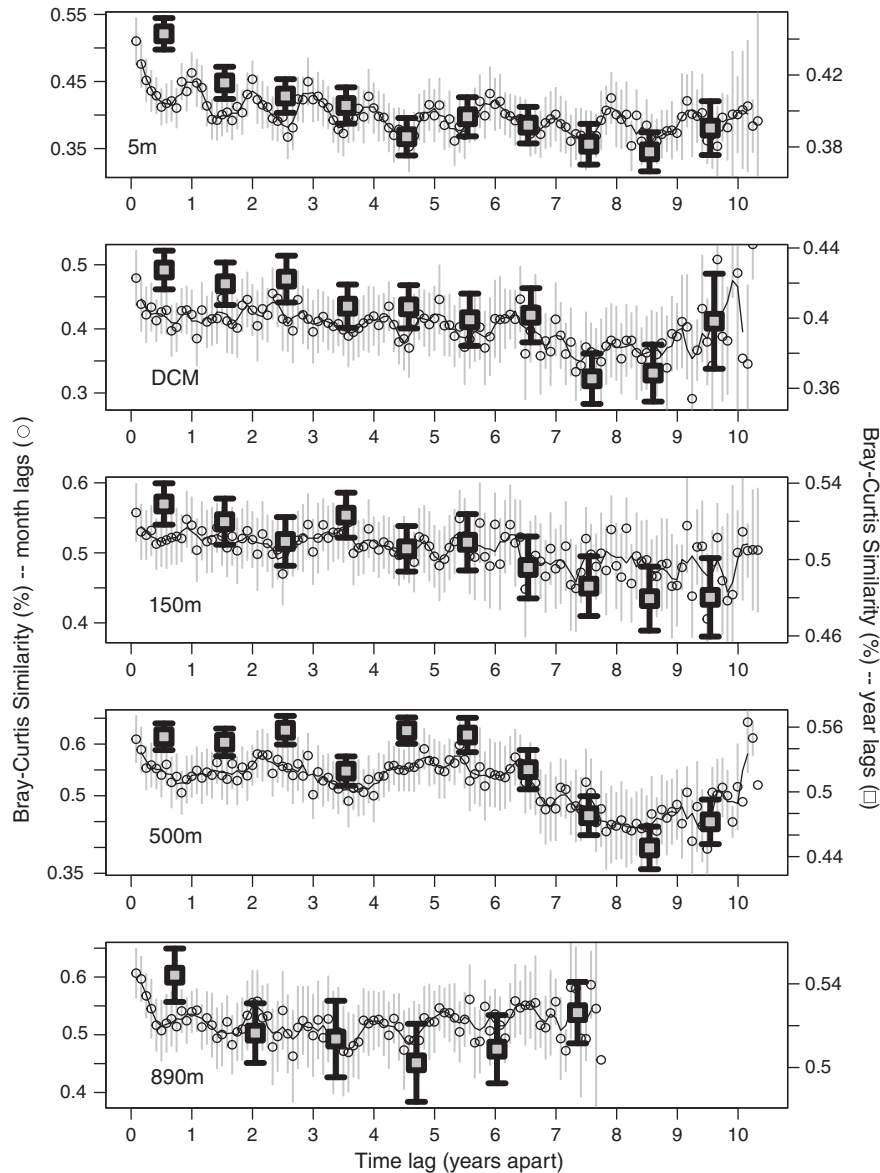 0.55
0.45
0.35
0.42
0.4
0.38
5m
0 1 2 3 4 5 6 7 8 9 10
0.5
0.4
0.3
0.44
0.4
0.36
DCM
0 1 2 3 4 5 6 7 8 9 10
0.6
0.5
0.4
0.54
0.5
0.46
150m
0 1 2 3 4 5 6 7 8 9 10
0.6
0.5
0.35
0.56
0.5
0.44
500m
0 1 2 3 4 5 6 7 8 9 10
0.6
0.5
0.4
0.54
0.5
890m
0 1 2 3 4 5 6 7 8 9 10
Time lag (years apart)
Bray-Curtis Similarity (%) -- month lags (○)
Bray-Curtis Similarity (%) -- year lags (□)